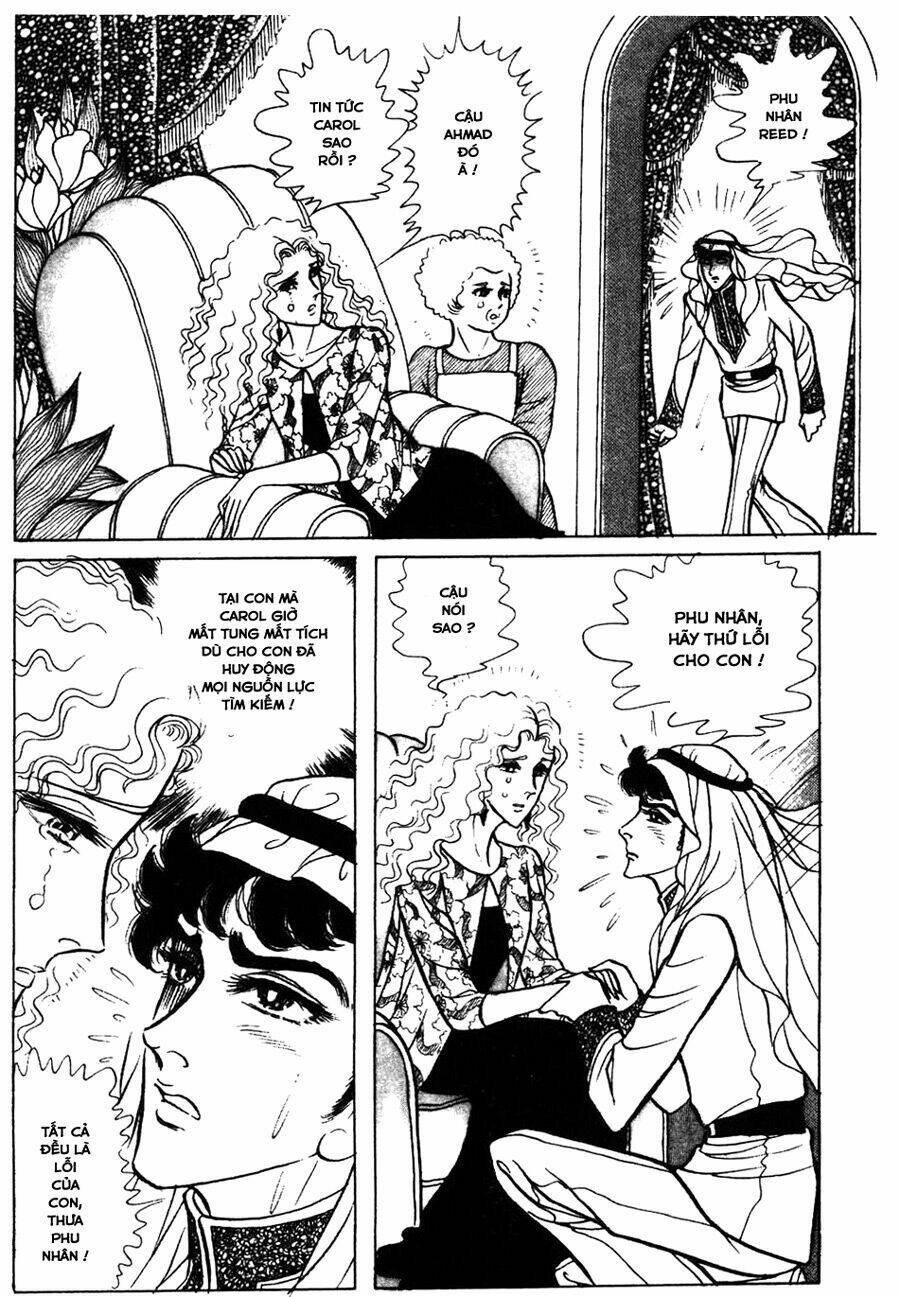 PHU
NHÂN
REED !
CẬU
AHMAD
ĐÓ
À !
TIN TỨC
CAROL
SAO
RỒI ?
PHU NHÂN,
HÃY THỨ LỖI
CHO CON !
CẬU
NÓI
SAO ?
TẠI CON MÀ
CAROL GIỜ
MẤT TUNG MẤT TÍCH
DÙ CHO CON ĐÃ
HUY ĐỘNG
MỌI NGUỒN LỰC
TÌM KIẾM !
TẤT CẢ
ĐỀU LÀ
LỖI
CỦA
CON,
THƯA
PHU
NHÂN !